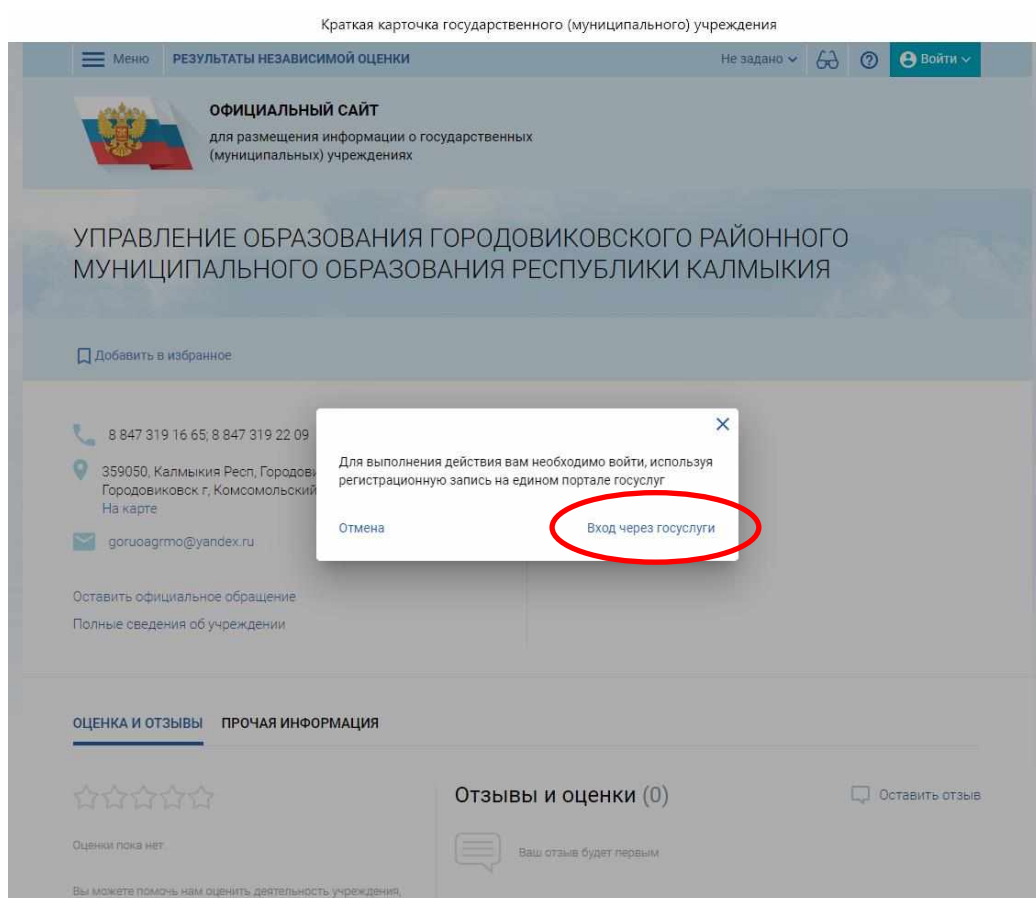 Краткая карточка государственного (муниципального) учреждения
Меню РЕЗУЛЬТАТЫ НЕЗАВИСИМОЙ ОЦЕНКИ Не задано Войти
ОФИЦИАЛЬНЫЙ САЙТ
для размещения информации о государственных
(муниципальных) учреждениях
УПРАВЛЕНИЕ ОБРАЗОВАНИЯ ГОРОДОВИКОВСКОГО РАЙОННОГО
МУНИЦИПАЛЬНОГО ОБРАЗОВАНИЯ РЕСПУБЛИКИ КАЛМЫКИЯ
Добавить в избранное
8 847 319 16 65; 8 847 319 22 09
359050, Калмыкия Респ, Городови
Городовиковск г, Комсомольский
На карте
goruoagrmo@yandex.ru
Для выполнения действия вам необходимо войти, используя
регистрационную запись на едином портале госуслуг
Отмена Вход через госуслуги
Оставить официальное обращение
Полные сведения об учреждении
ОЦЕНКА И ОТЗЫВЫ ПРОЧАЯ ИНФОРМАЦИЯ
Отзывы и оценки (0) Оставить отзыв
Оценки пока нет
Ваш отзыв будет первым
Вы можете помочь нам оценить деятельность учреждения,